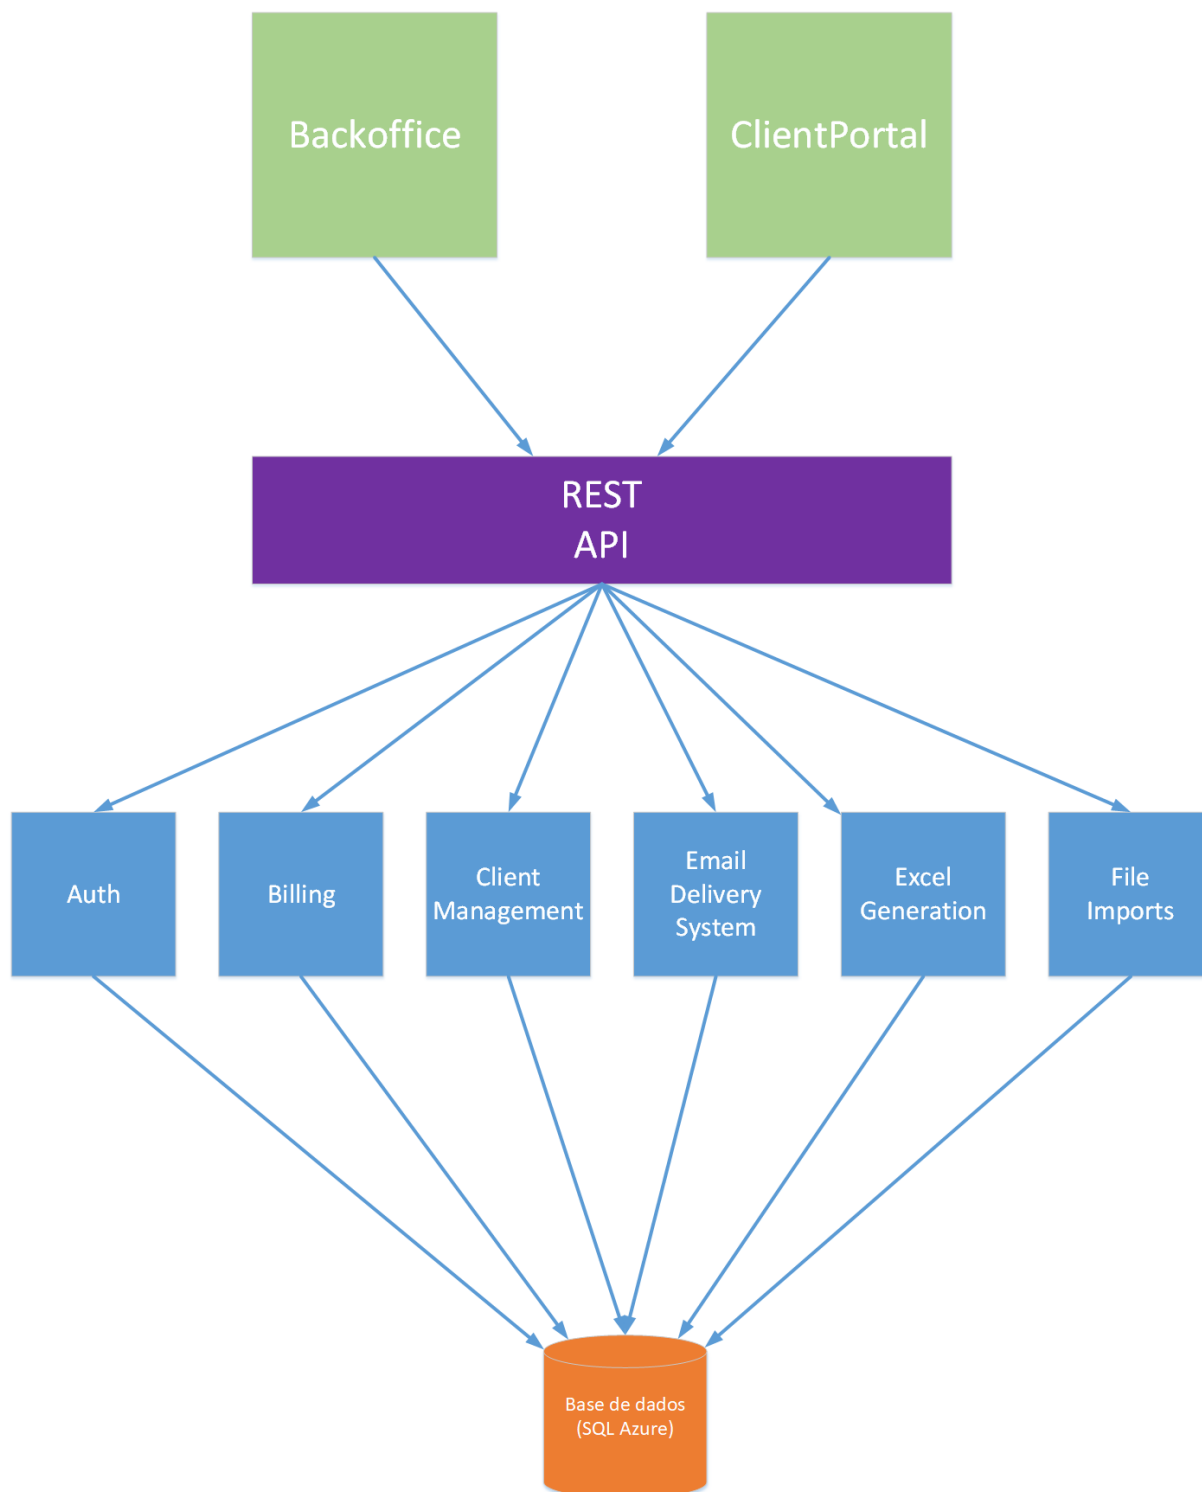 Backoffice
ClientPortal
REST
API
Auth
Billing
Client
Management
Email
Delivery
System
Excel
Generation
File
Imports
Base de dados
(SQL Azure)